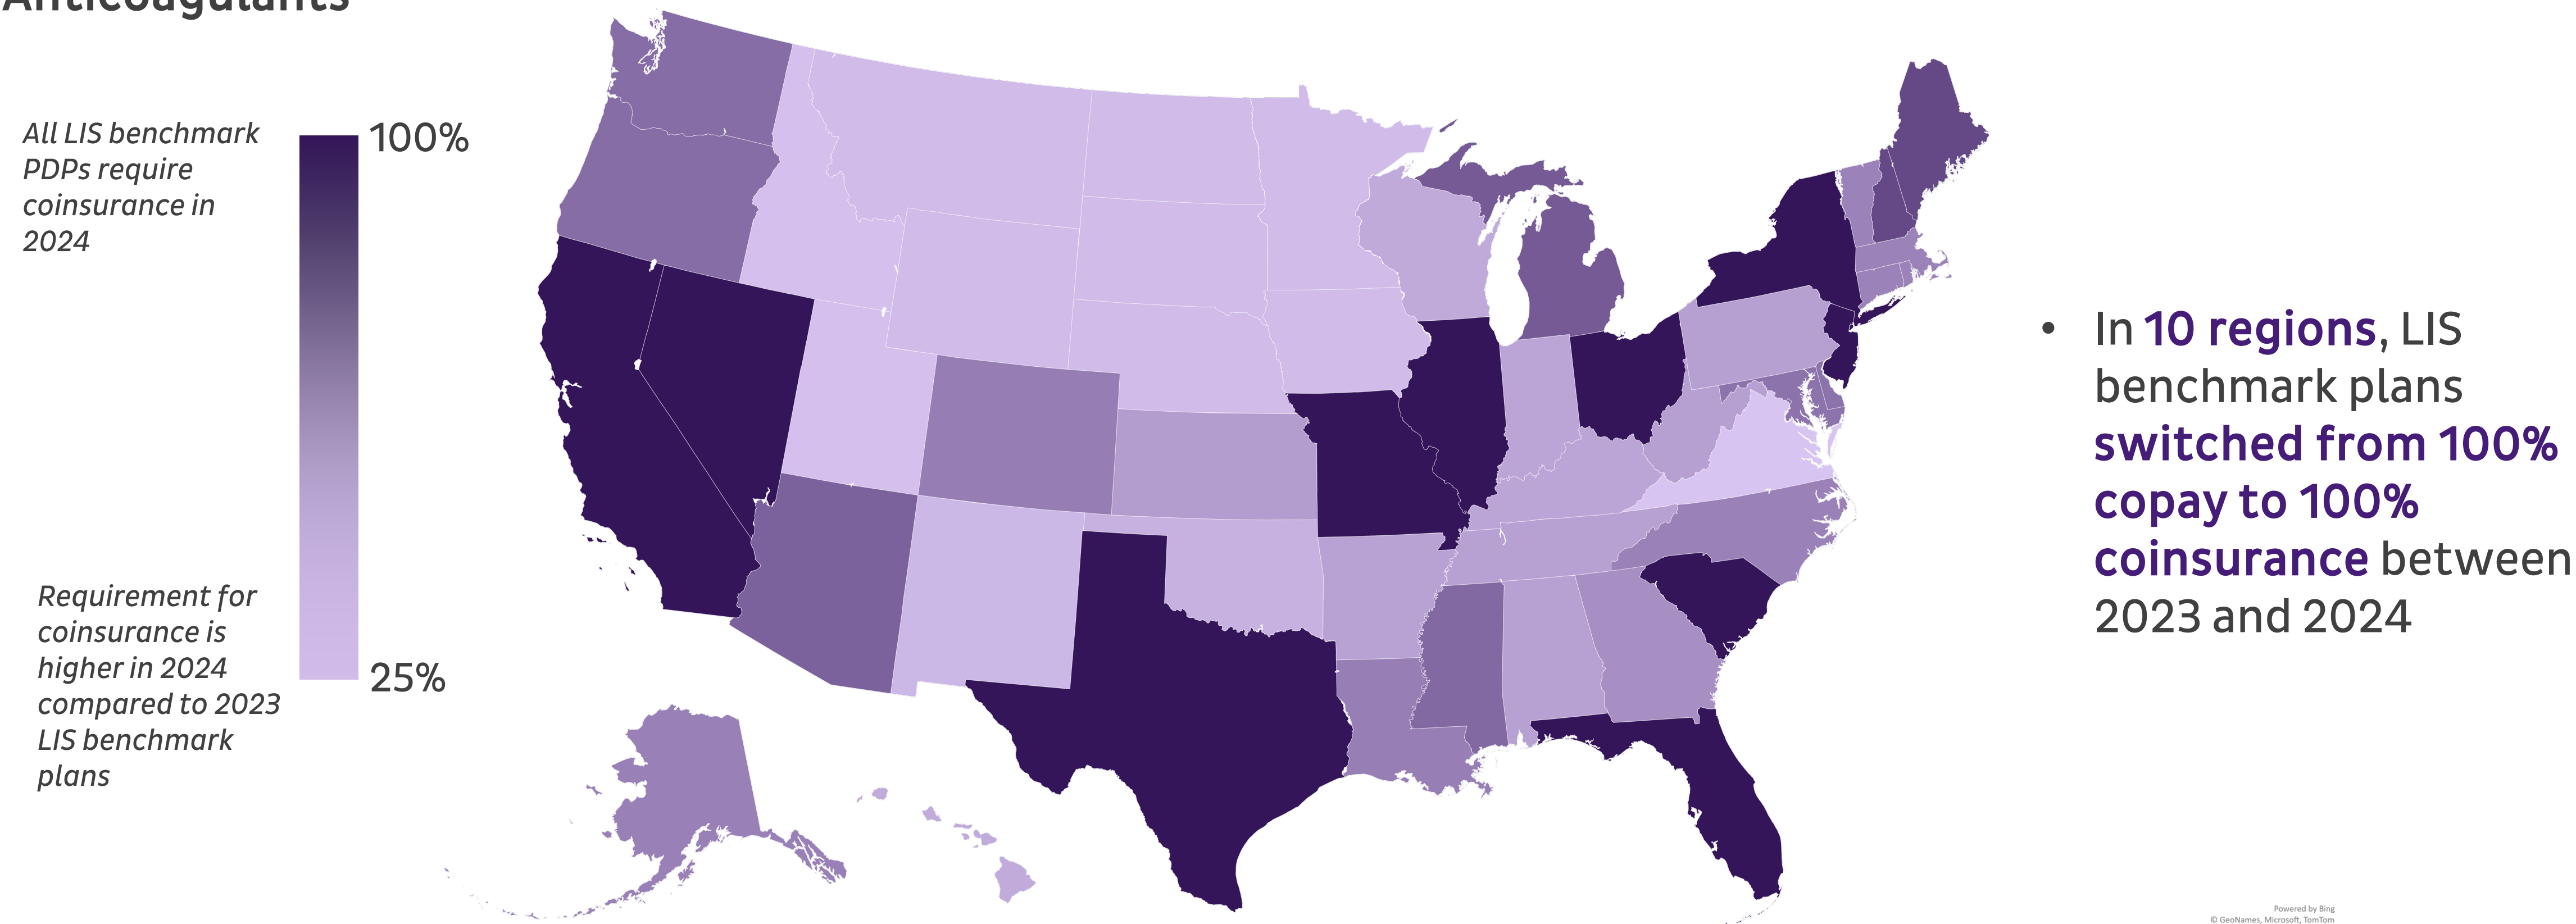 Anticoagulants
All LIS benchmark
PDPs require
coinsurance in
2024
100%
Requirement for
coinsurance is
higher in 2024
compared to 2023
LIS benchmark
plans
25%
• In 10 regions, LIS
benchmark plans
switched from 100%
copay to 100%
coinsurance between
2023 and 2024
Powered by Bing
© GeoNames, Microsoft, TomTom